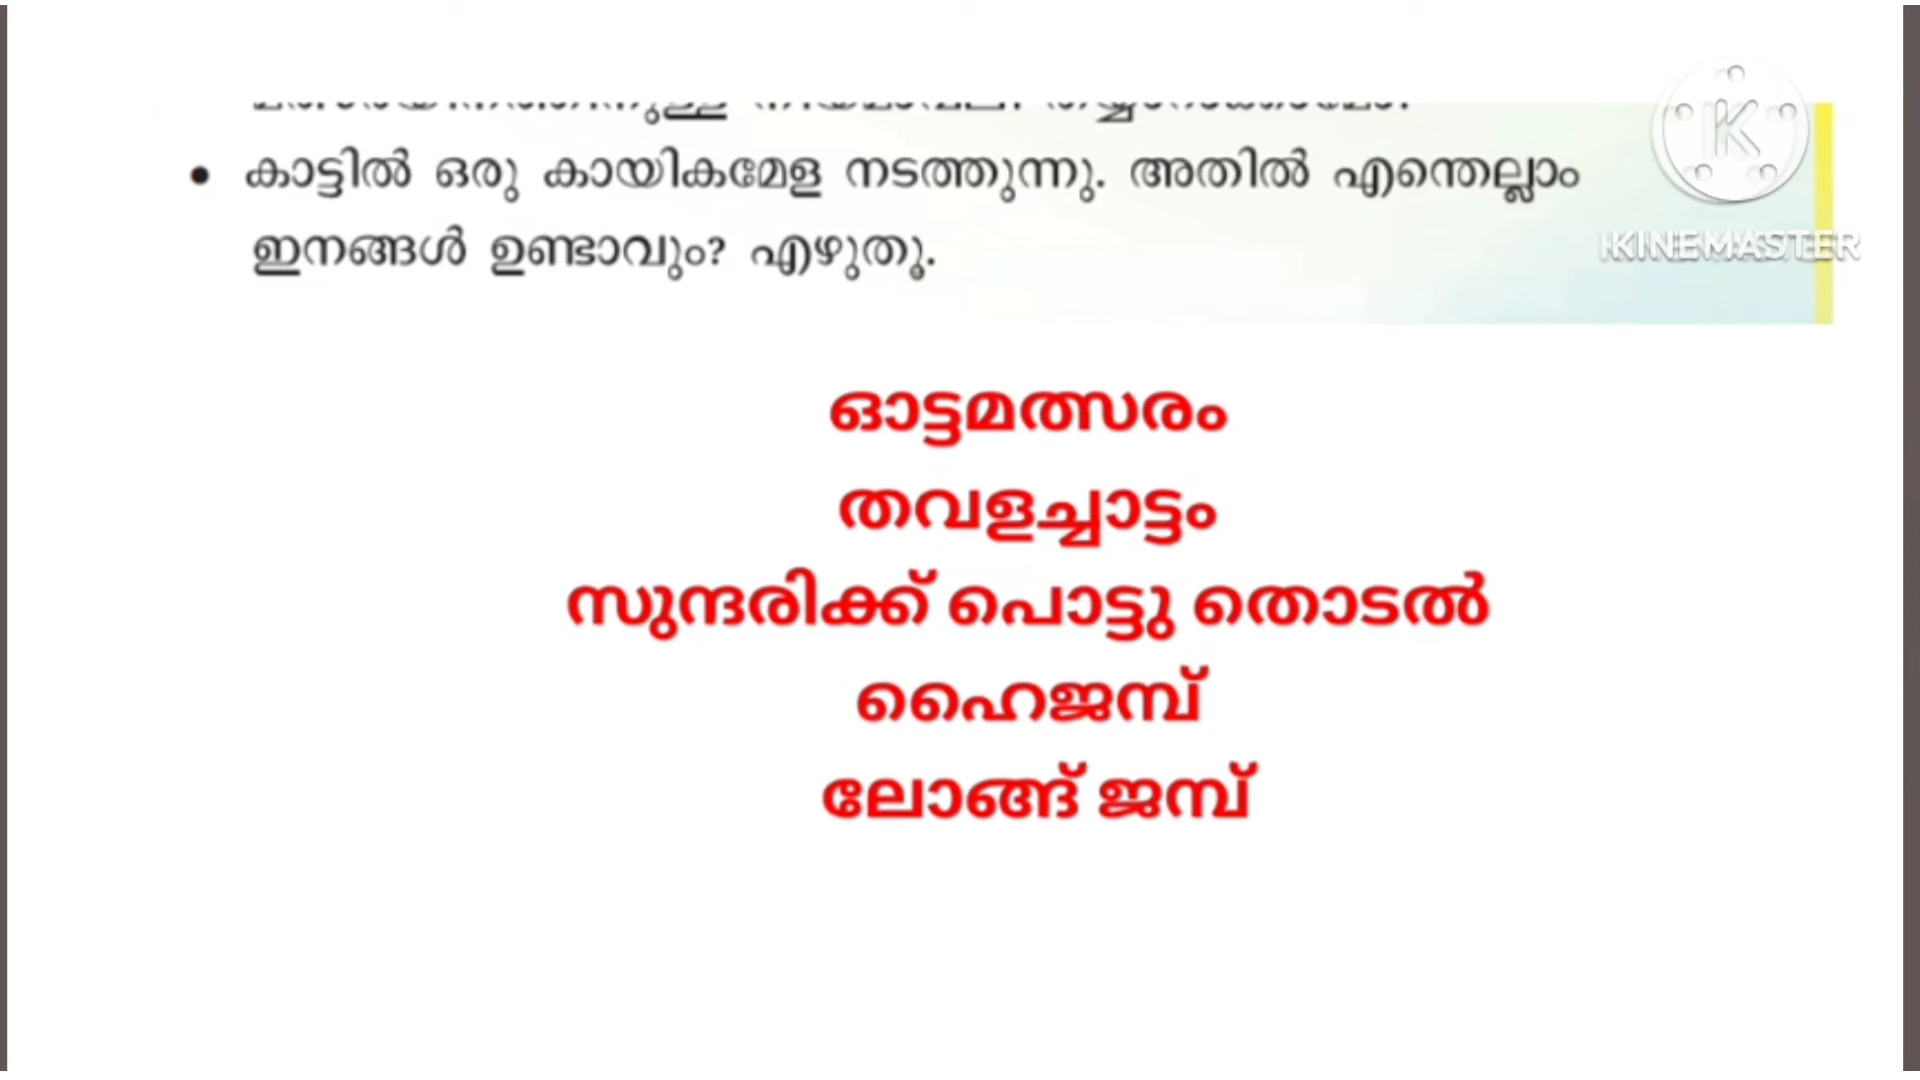 • കാട്ടിൽ ഒരു കായികമേള നടത്തുന്നു. അതിൽ എന്തെല്ലാം
ഇനങ്ങൾ ഉണ്ടാവും? എഴുതൂ.
KINEMASTER
ഓട്ടമത്സരം
തവളച്ചാട്ടം
സുന്ദരിക്ക് പൊട്ടു തൊടൽ
ഹൈജമ്പ്
ലോങ്ങ് ജമ്പ്